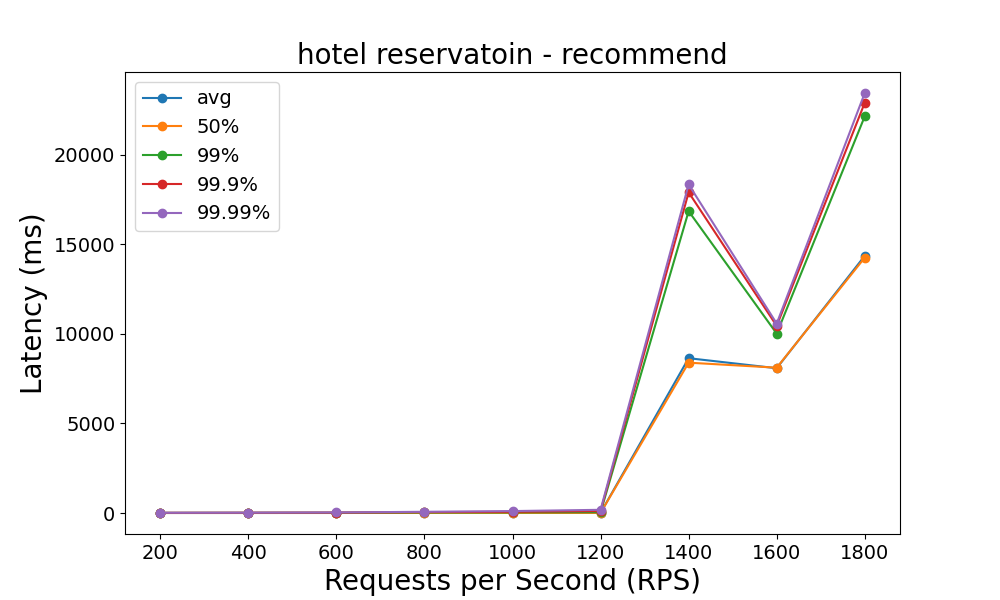 hotel reservatoin - recommend
avg
50%
99%
99.9%
99.99%
Latency (ms)
20000
15000
10000
5000
0
200 400 600 800 1000 1200 1400 1600 1800
Requests per Second (RPS)